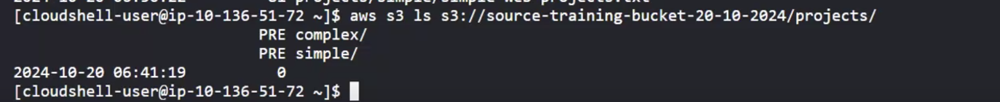 [cloudshell-user@ip-10-136-51-72 ~]$ aws s3 ls s3://source-training-bucket-20-10-2024/projects/
PRE complex/
PRE simple/
2024-10-20 06:41:19 0
[cloudshell-user@ip-10-136-51-72 ~]$